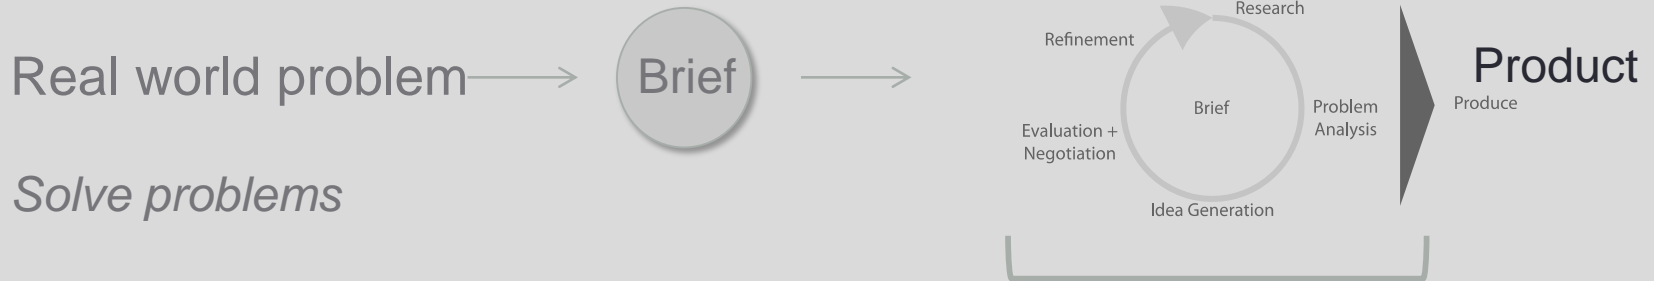 Real world problem
Brief
Solve problems
Research
Refinement
Brief
Problem
Analysis
Evaluation +
Negotiation
Idea Generation
Product
Produce